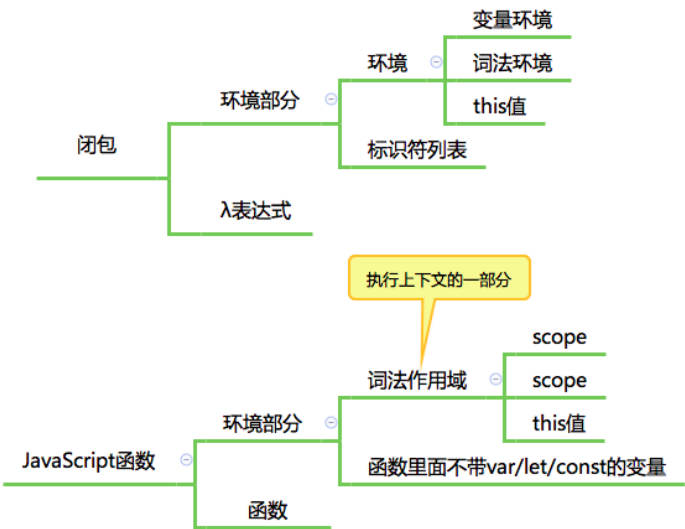 变量环境
环境
词法环境
环境部分
this值
闭包
标识符列表
λ表达式
执行上下文的一部分
scope
词法作用域
scope
环境部分
this值
JavaScript函数
函数里面不带var/let/const的变量
函数